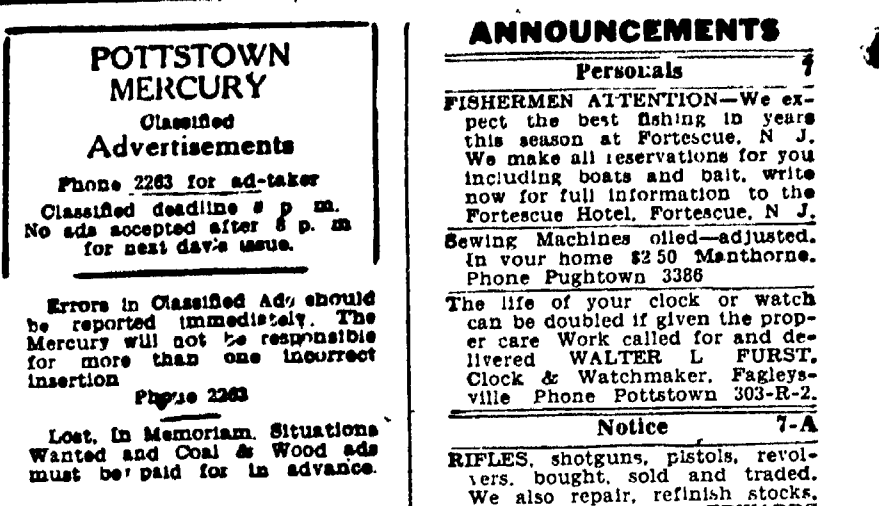 POTTSTOWN
MERCURY
Classified
Advertisements
Phone 2263 for ad-taker
Classified deadline 8 p. m.
No ads accepted after 8 p. m
for next day's issue.
Errors in Classified Ads should
be reported immediately. The
Mercury will not be responsible
for more than one incorrect
insertion
Phone 2263
Lost, In Memoriam, Situations
Wanted and Coal & Wood ads
must be paid for in advance.
ANNOUNCEMENTS
Personals 7
FISHERMEN ATTENTION—We ex-
pect the best fishing in years
this season at Fortescue, N J.
We make all reservations for you
including boats and bait, write
now for full information to the
Fortescue Hotel, Fortescue, N J.
Sewing Machines oiled—adjusted.
In your home $2 50 Manthorne.
Phone Pughtown 3386
The life of your clock or watch
can be doubled if given the prop-
er care Work called for and de-
livered WALTER L FURST,
Clock & Watchmaker, Fagleys-
ville Phone Pottstown 303-R-2.
Notice 7-A
RIFLES, shotguns, pistols, revol-
vers, bought, sold and traded.
We also repair, refinish stocks,